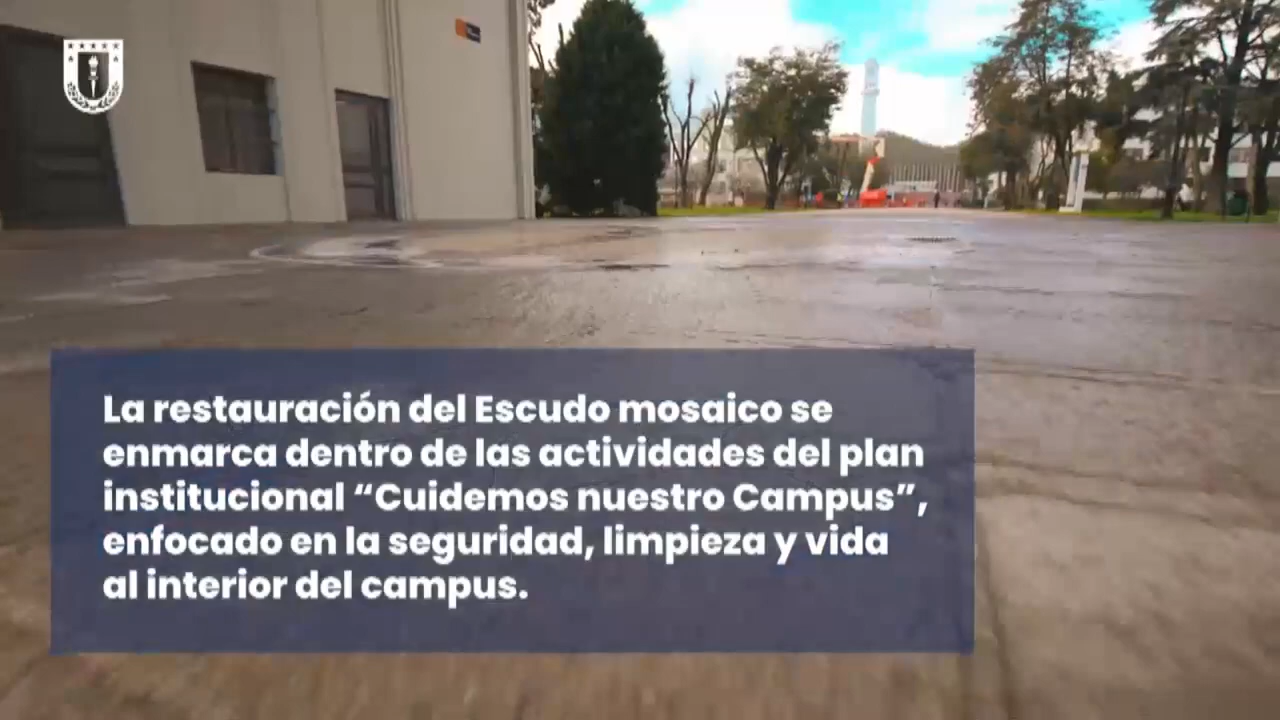 La restauración del Escudo mosaico se
enmarca dentro de las actividades del plan
institucional “Cuidemos nuestro Campus”,
enfocado en la seguridad, limpieza y vida
al interior del campus.